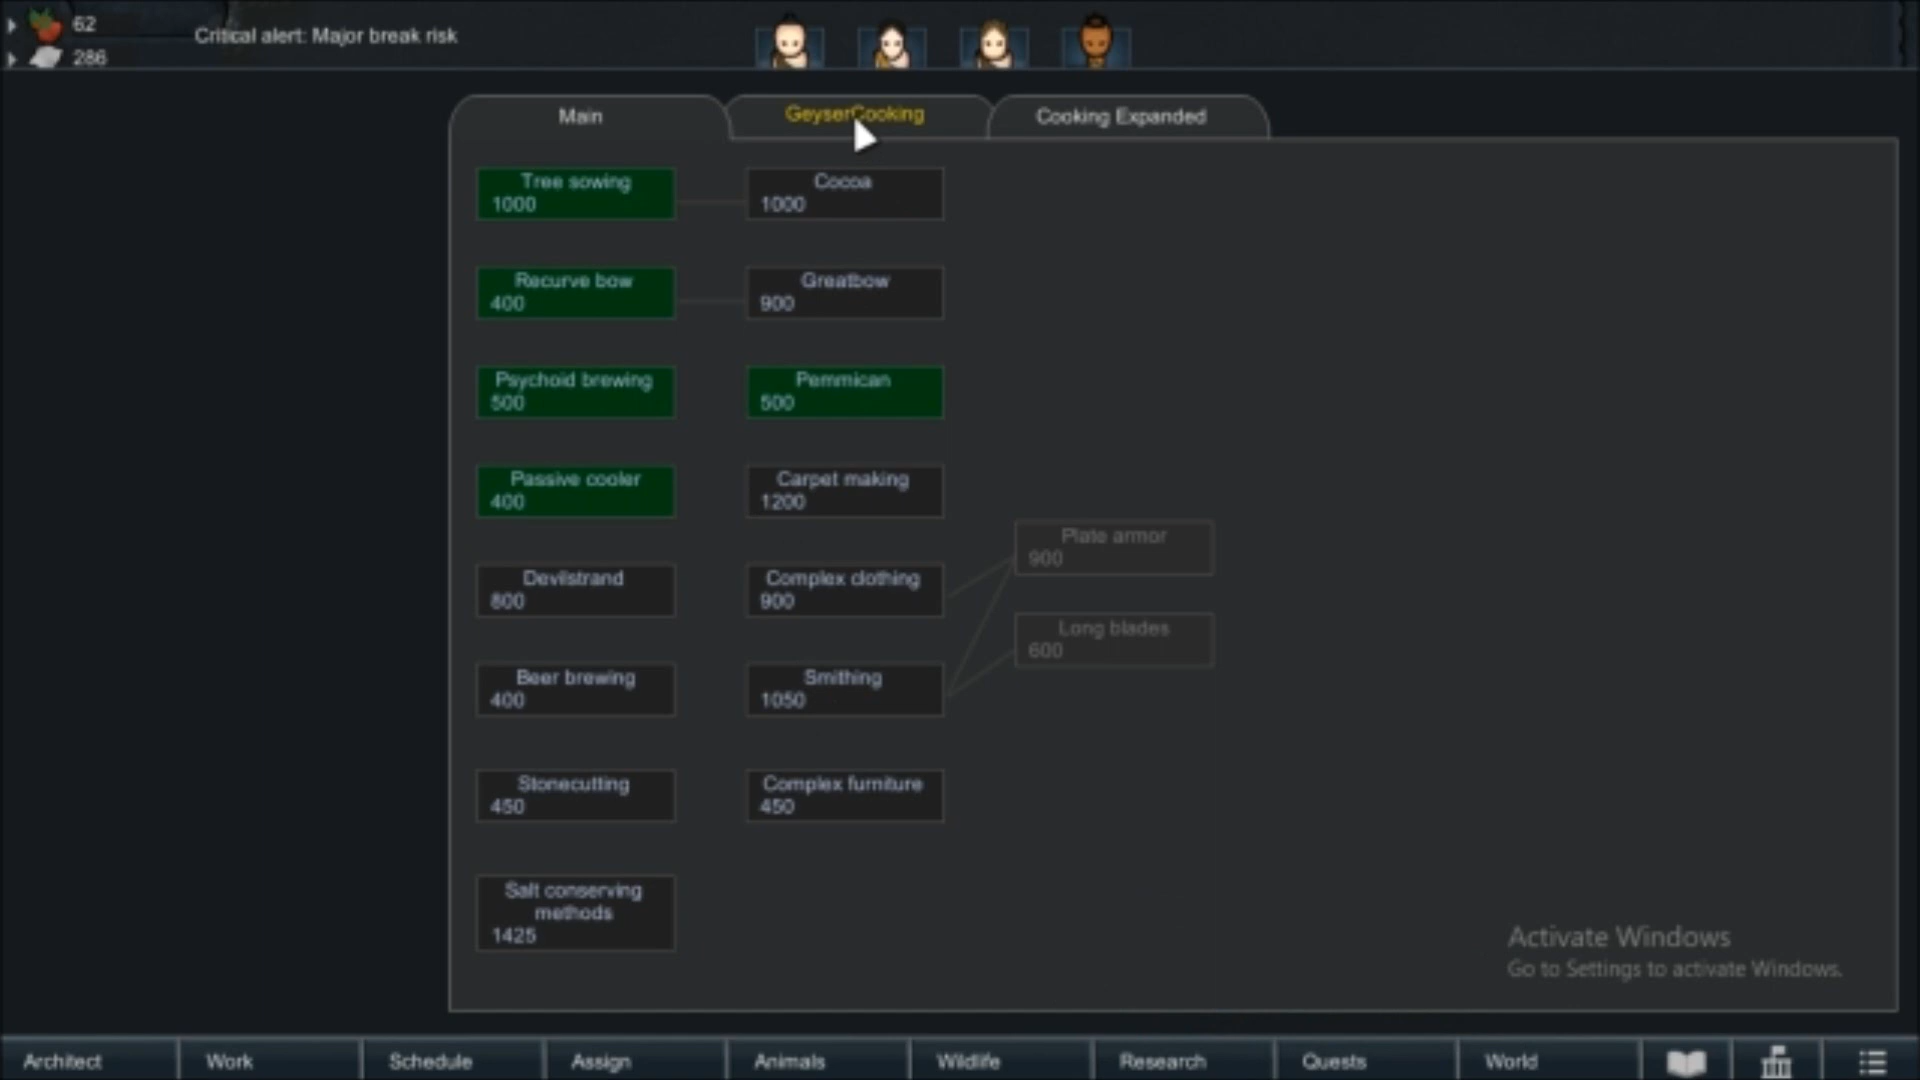 62
286
Critical alert: Major break risk
Main
GeyserCooking
Cooking Expanded
Tree sowing
1000
Cocoa
1000
Recurve bow
400
Greatbow
900
Psychoid brewing
500
Pemmican
500
Passive cooler
400
Carpet making
1200
Plate armor
900
Devilstrand
800
Complex clothing
900
Long blades
600
Beer brewing
400
Smithing
1050
Stonecutting
450
Complex furniture
450
Salt conserving
methods
1425
Activate Windows
Go to Settings to activate Windows.
Architect
Work
Schedule
Assign
Animals
Wildlife
Research
Quests
World